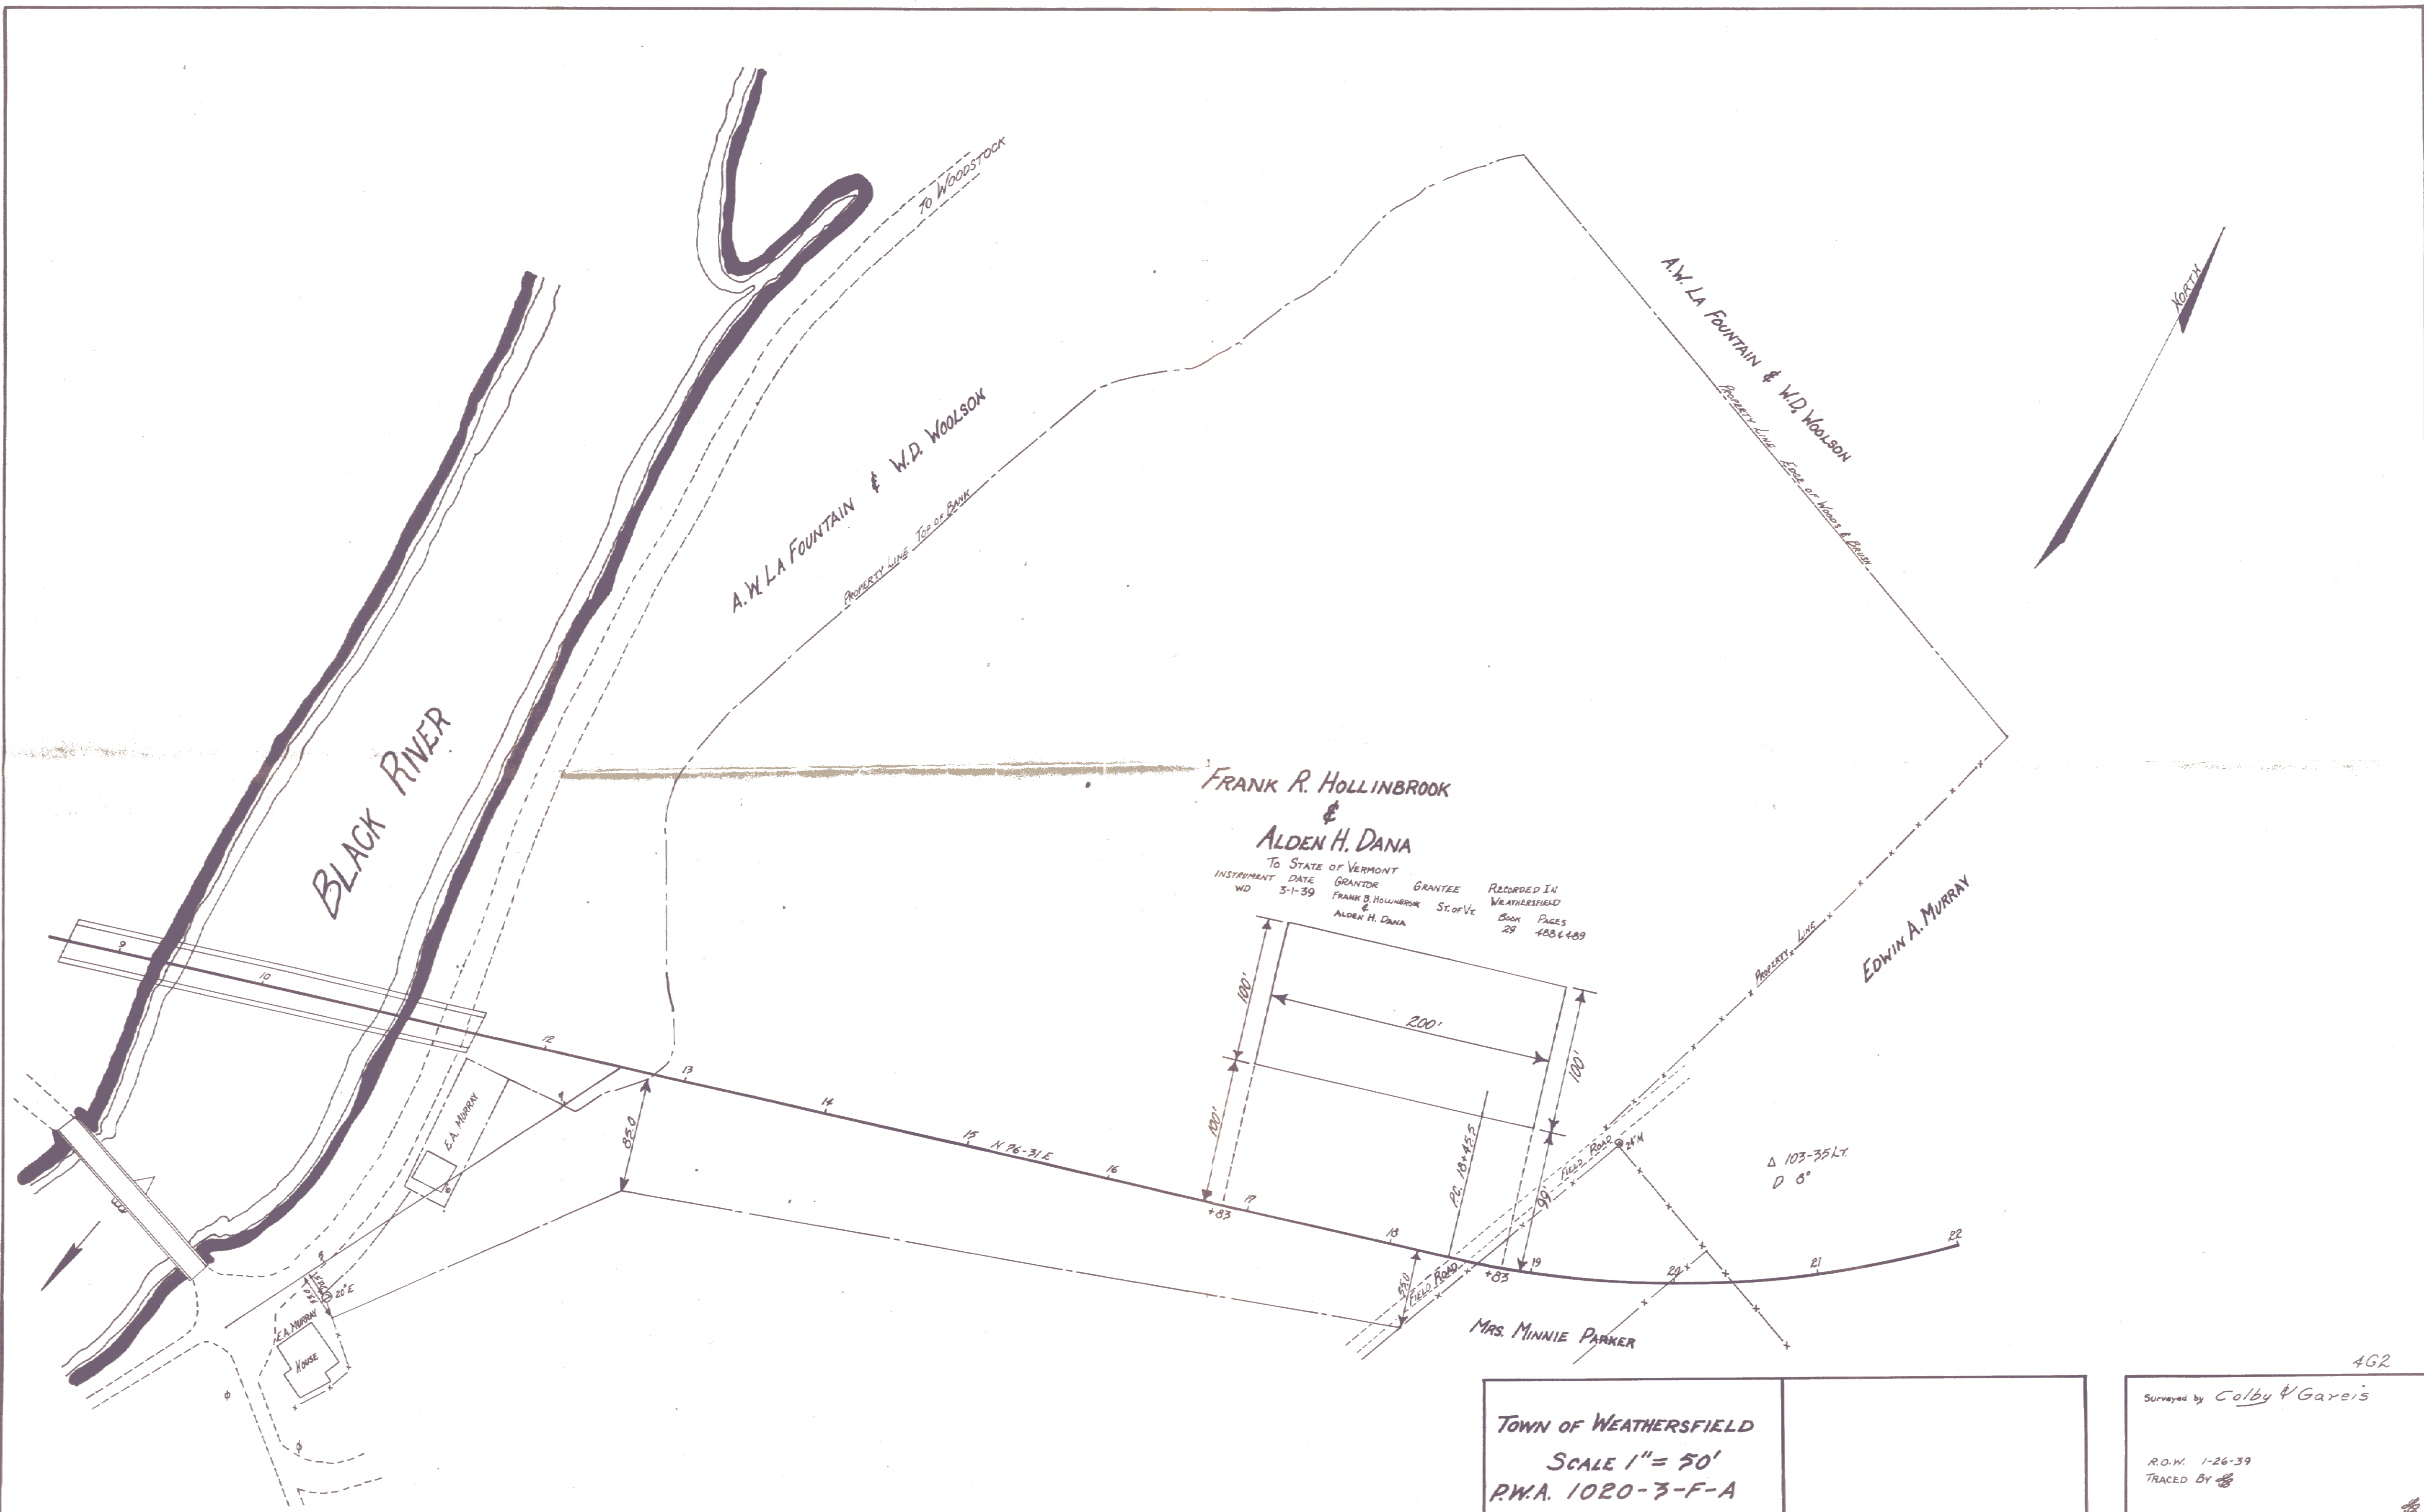 TO WOODSTOCK
NORTH
A.W. LA FOUNTAIN & W.D. WOOLSON
PROPERTY LINE EDGE OF WOODS & BRUSH
A.W. LA FOUNTAIN & W.D. WOOLSON
PROPERTY LINE TOP OF BANK
BLACK RIVER
FRANK R. HOLLINBROOK
&
ALDEN H. DANA
TO STATE OF VERMONT
INSTRUMENT DATE GRANTOR GRANTEE RECORDED IN
WD 3-1-39 FRANK B. HOLLINBROOK ST. OF VT. WEATHERSFIELD
& BOOK PAGES
ALDEN H. DANA 29 488 & 489
EDWIN A. MURRAY
PROPERTY LINE
9
10
12
13
14
15
N 76-31 E
16
17
18
19
20
21
22
100'
200'
100'
100'
99'
+83
+83
P.C. 18+45.5
85.0
55.0
FIELD ROAD
FIELD ROAD
24"M
Δ 103-35 LT.
D 8°
E.A. MURRAY
5
20"E
E.A. MURRAY
HOUSE
MRS. MINNIE PARKER
4G2
TOWN OF WEATHERSFIELD
SCALE 1" = 50'
P.W.A. 1020-3-F-A
Surveyed by Colby & Gareis
R.O.W. 1-26-39
TRACED BY